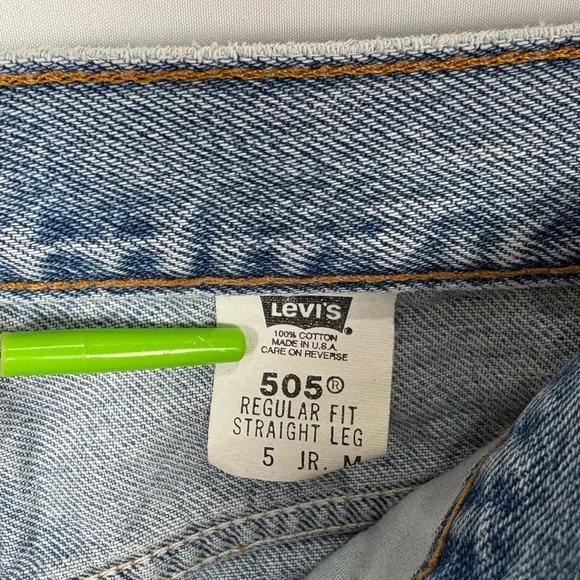 LEVI'S ®
100% COTTON
MADE IN U.S.A.
CARE ON REVERSE
505®
REGULAR FIT
STRAIGHT LEG
5 JR. M